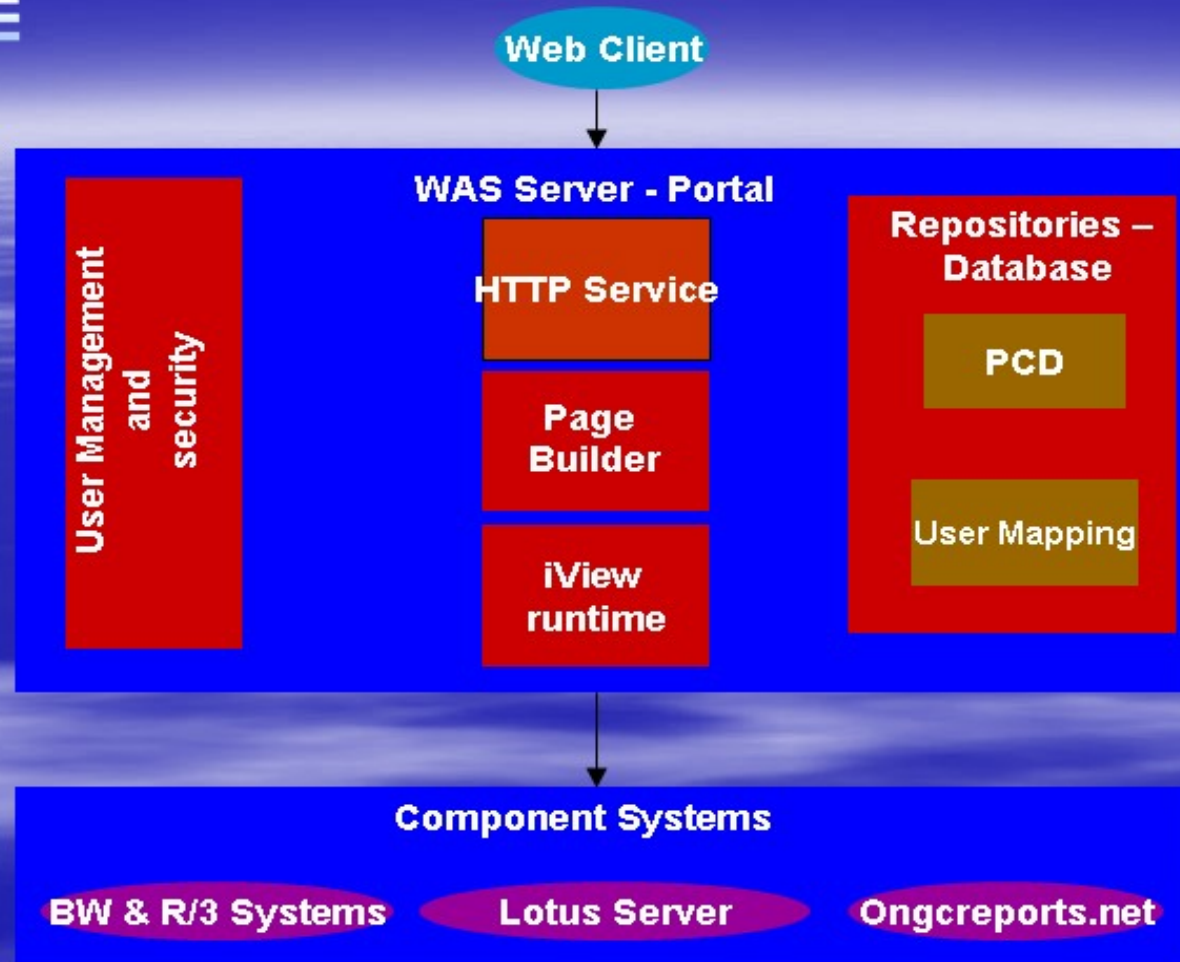 Web Client
WAS Server - Portal
User Management
and
security
HTTP Service
Page
Builder
iView
runtime
Repositories –
Database
PCD
User Mapping
Component Systems
BW & R/3 Systems
Lotus Server
Ongcreports.net